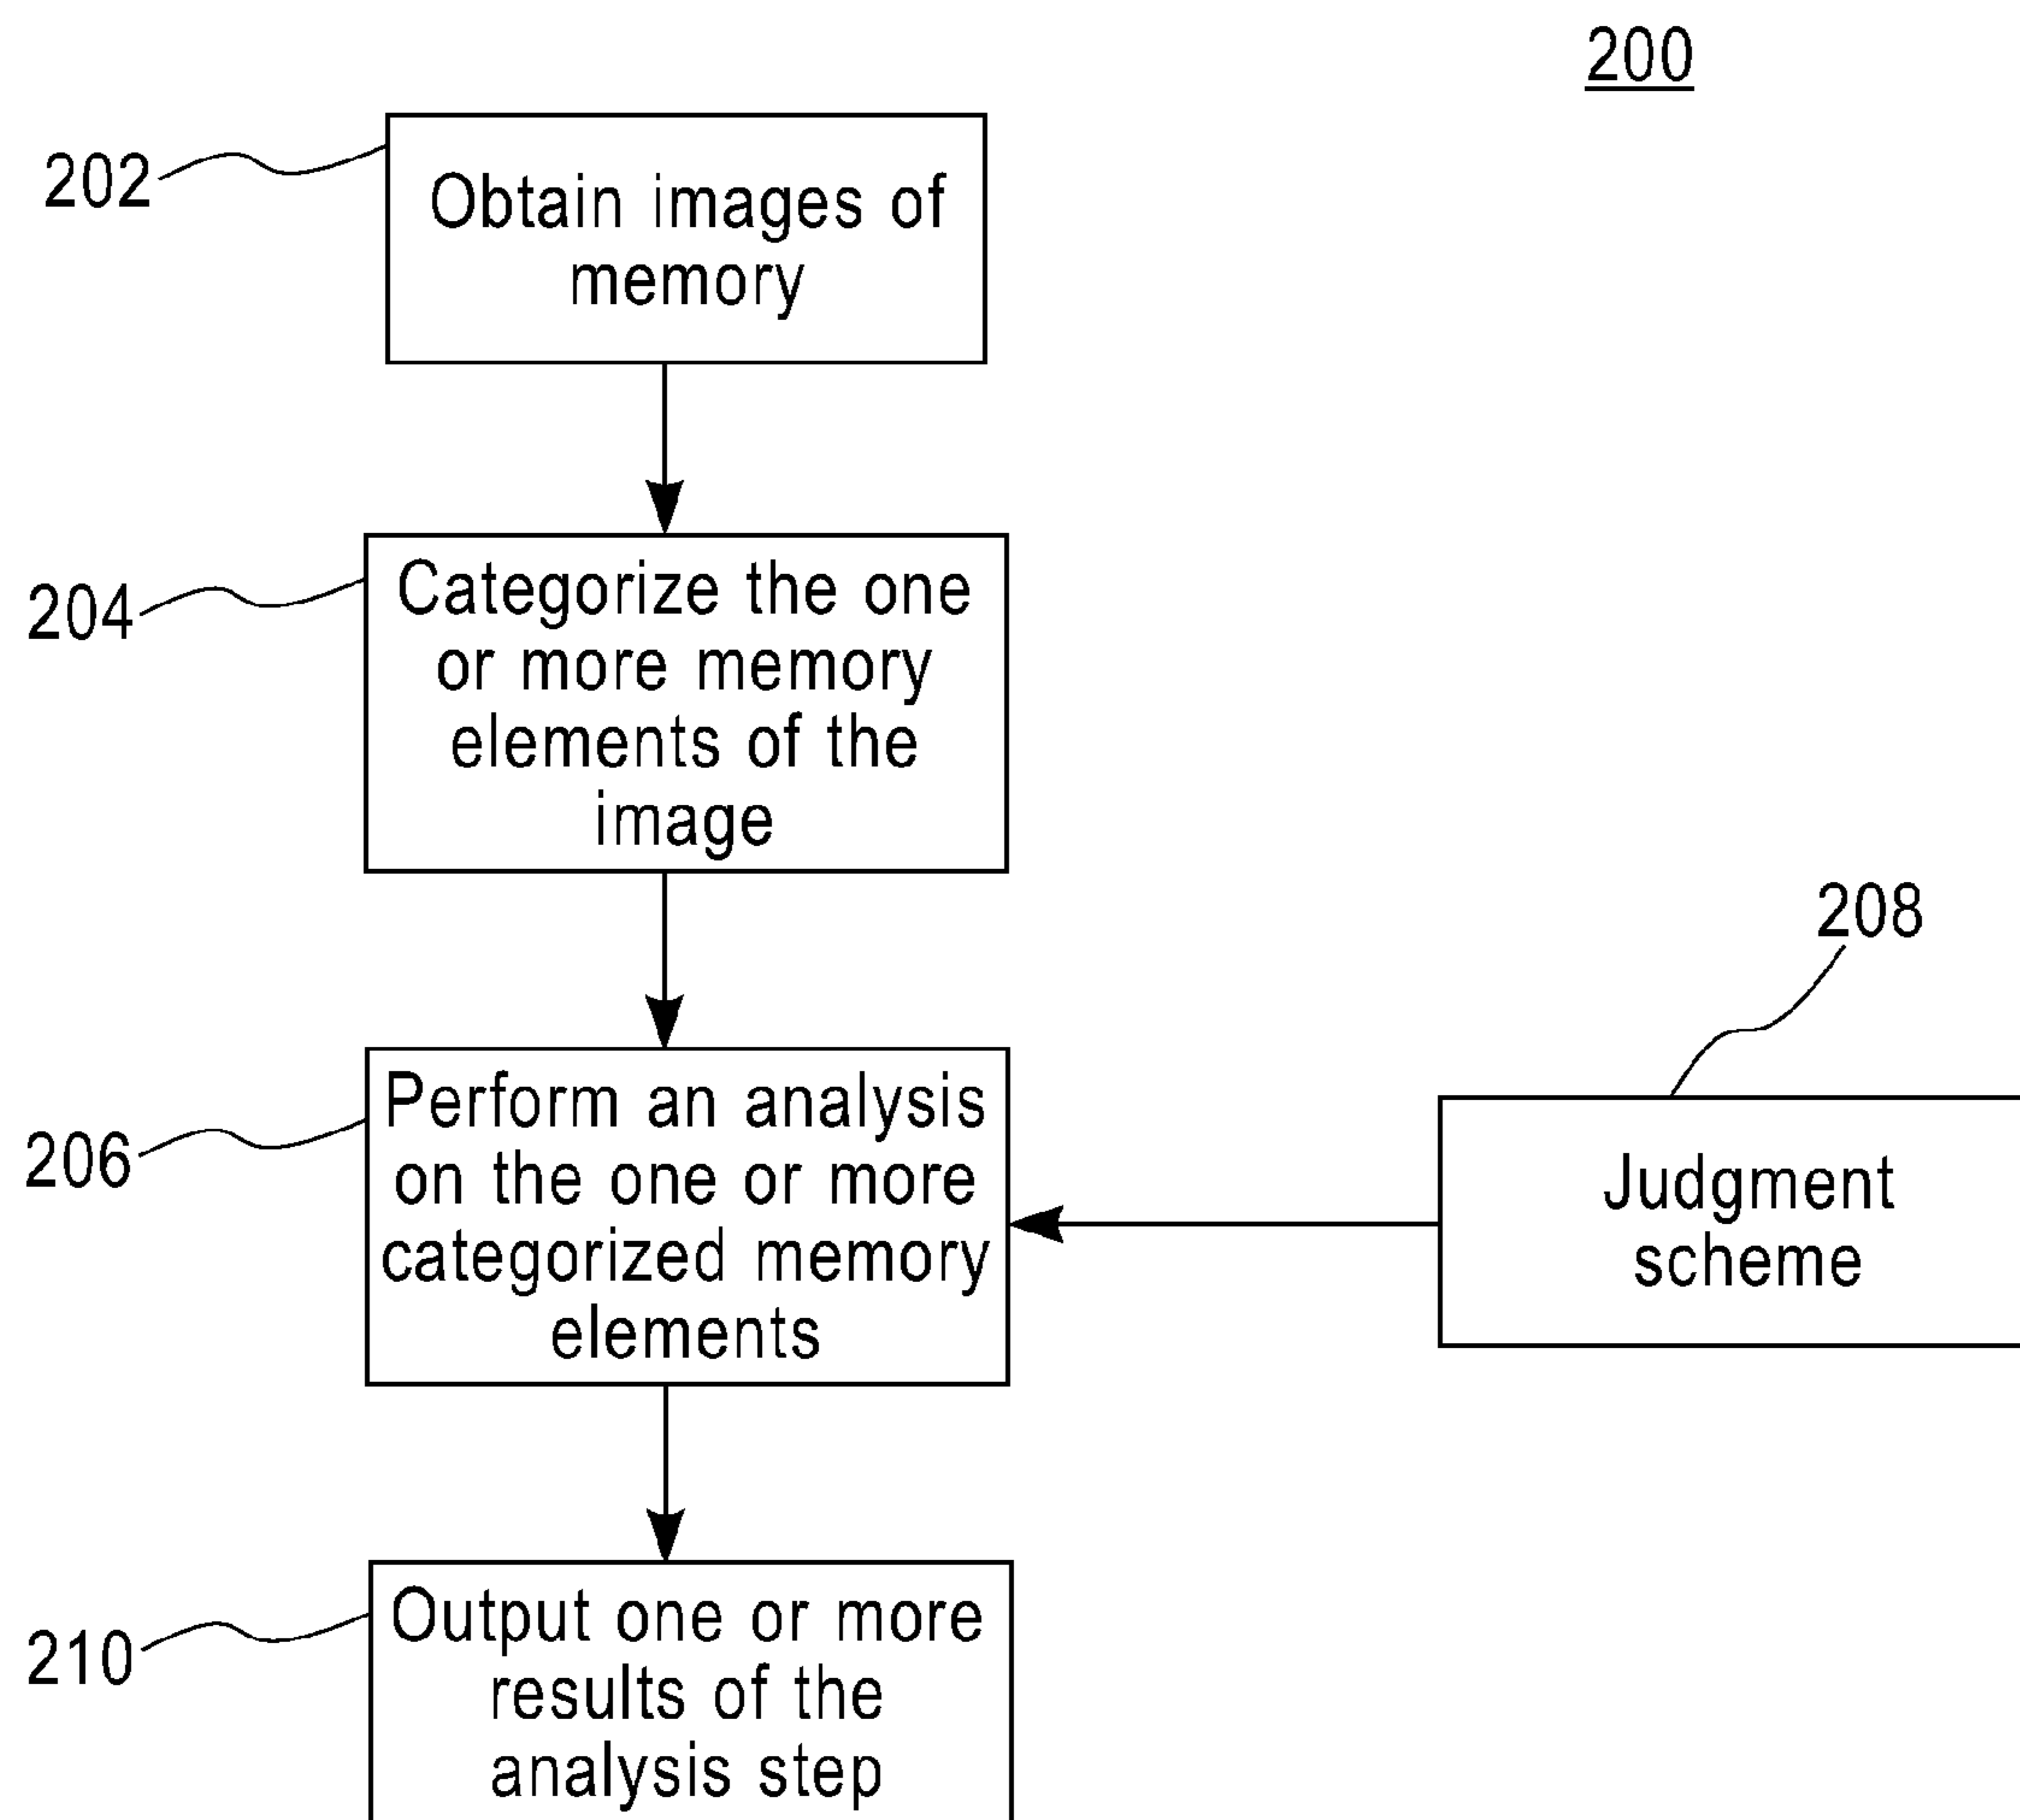 200
202
Obtain images of
memory
204
Categorize the one
or more memory
elements of the
image
208
206
Perform an analysis
on the one or more
categorized memory
elements
Judgment
scheme
210
Output one or more
results of the
analysis step